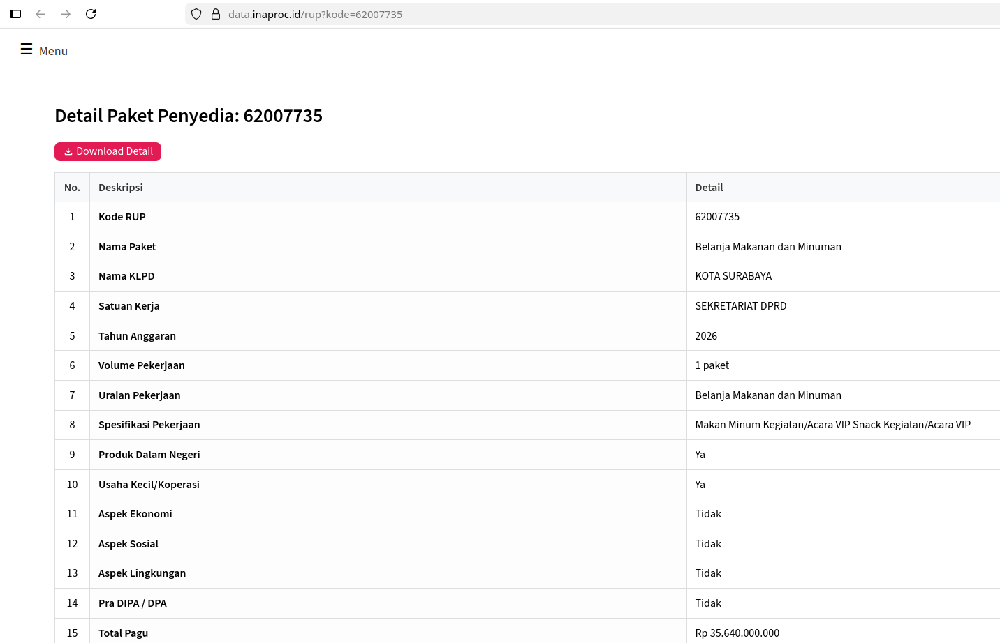 data.inaproc.id/rup?kode=62007735
☰ Menu
Detail Paket Penyedia: 62007735
Download Detail
No. Deskripsi Detail
1 Kode RUP 62007735
2 Nama Paket Belanja Makanan dan Minuman
3 Nama KLPD KOTA SURABAYA
4 Satuan Kerja SEKRETARIAT DPRD
5 Tahun Anggaran 2026
6 Volume Pekerjaan 1 paket
7 Uraian Pekerjaan Belanja Makanan dan Minuman
8 Spesifikasi Pekerjaan Makan Minum Kegiatan/Acara VIP Snack Kegiatan/Acara VIP
9 Produk Dalam Negeri Ya
10 Usaha Kecil/Koperasi Ya
11 Aspek Ekonomi Tidak
12 Aspek Sosial Tidak
13 Aspek Lingkungan Tidak
14 Pra DIPA / DPA Tidak
15 Total Pagu Rp 35.640.000.000